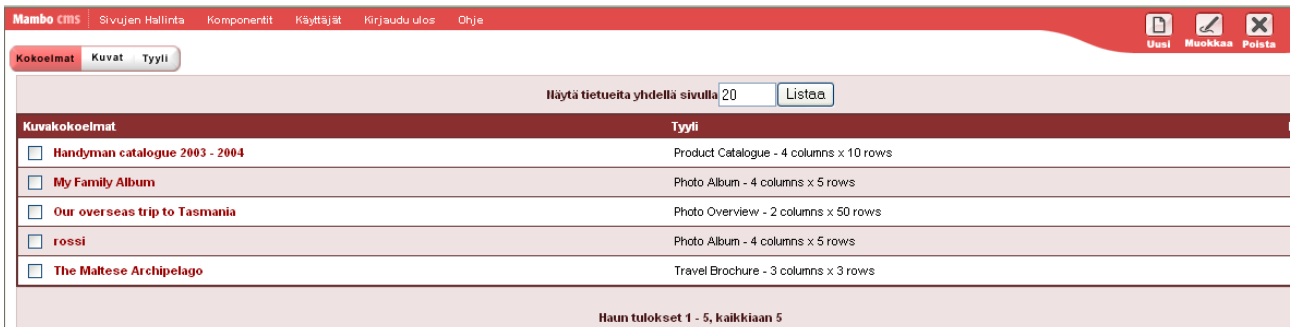 Mambo cms Sivujen Hallinta Komponentit Käyttäjät Kirjaudu ulos Ohje
Uusi Muokkaa Poista
Kokoelmat Kuvat Tyyli
Näytä tietueita yhdellä sivulla 20 Listaa
Kuvakokoelmat Tyyli
Handyman catalogue 2003 - 2004 Product Catalogue - 4 columns x 10 rows
My Family Album Photo Album - 4 columns x 5 rows
Our overseas trip to Tasmania Photo Overview - 2 columns x 50 rows
rossi Photo Album - 4 columns x 5 rows
The Maltese Archipelago Travel Brochure - 3 columns x 3 rows
Haun tulokset 1 - 5, kaikkiaan 5